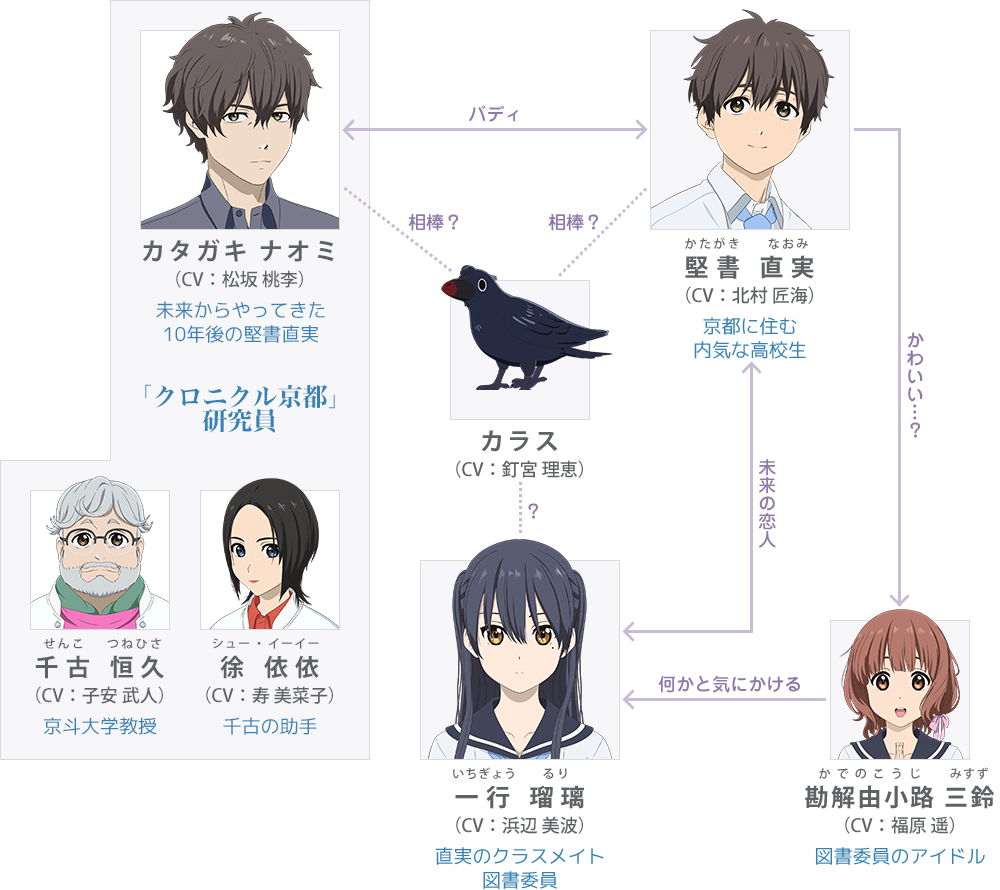 バディ
相棒？
相棒？
カタガキ ナオミ
（CV：松坂 桃李）
未来からやってきた
10年後の堅書直実
「クロニクル京都」
研究員
かたがき なおみ
堅書 直実
（CV：北村 匠海）
京都に住む
内気な高校生
かわいい…？
カラス
（CV：釘宮 理恵）
？
未来の恋人
せんこ つねひさ
千古 恒久
（CV：子安 武人）
京斗大学教授
シュー・イーイー
徐 依依
（CV：寿 美菜子）
千古の助手
何かと気にかける
いちぎょう るり
一行 瑠璃
（CV：浜辺 美波）
直実のクラスメイト
図書委員
かでのこうじ みすず
勘解由小路 三鈴
（CV：福原 遥）
図書委員のアイドル